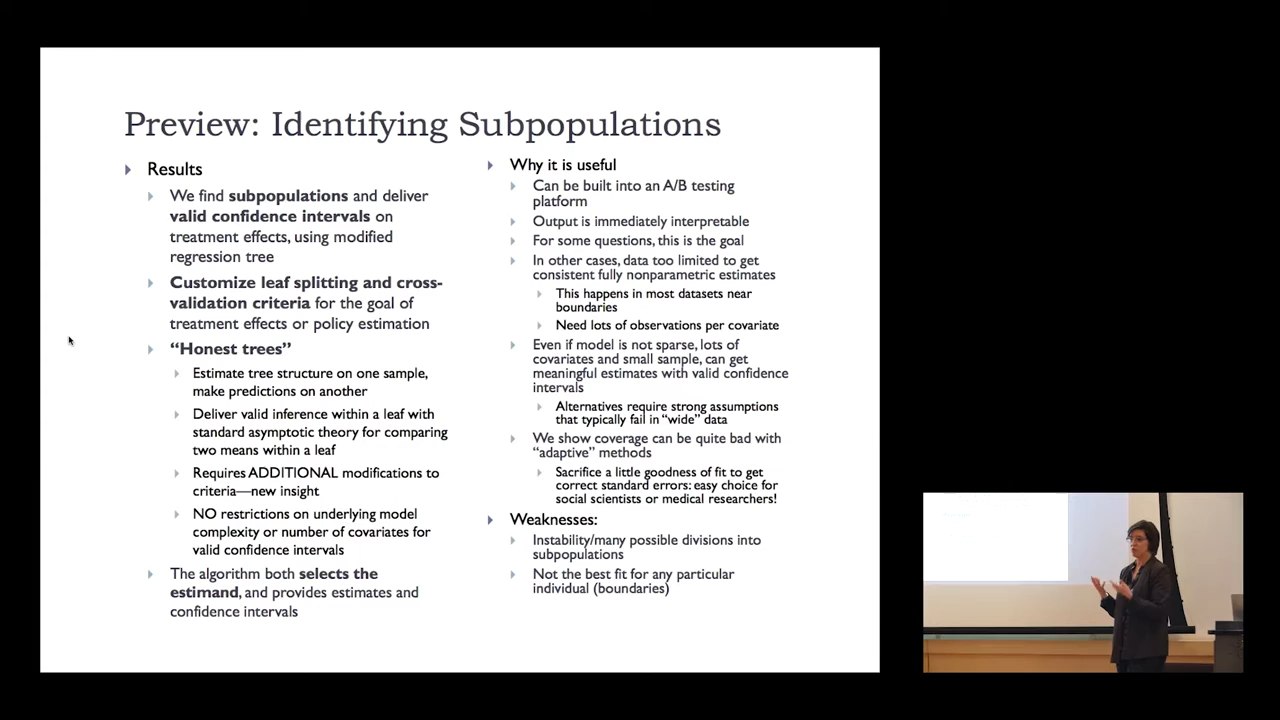 Preview: Identifying Subpopulations
Results
We find subpopulations and deliver
valid confidence intervals on
treatment effects, using modified
regression tree
Customize leaf splitting and cross-
validation criteria for the goal of
treatment effects or policy estimation
“Honest trees”
Estimate tree structure on one sample,
make predictions on another
Deliver valid inference within a leaf with
standard asymptotic theory for comparing
two means within a leaf
Requires ADDITIONAL modifications to
criteria—new insight
NO restrictions on underlying model
complexity or number of covariates for
valid confidence intervals
The algorithm both selects the
estimand, and provides estimates and
confidence intervals
Why it is useful
Can be built into an A/B testing
platform
Output is immediately interpretable
For some questions, this is the goal
In other cases, data too limited to get
consistent fully nonparametric estimates
This happens in most datasets near
boundaries
Need lots of observations per covariate
Even if model is not sparse, lots of
covariates and small sample, can get
meaningful estimates with valid confidence
intervals
Alternatives require strong assumptions
that typically fail in “wide” data
We show coverage can be quite bad with
“adaptive” methods
Sacrifice a little goodness of fit to get
correct standard errors: easy choice for
social scientists or medical researchers!
Weaknesses:
Instability/many possible divisions into
subpopulations
Not the best fit for any particular
individual (boundaries)